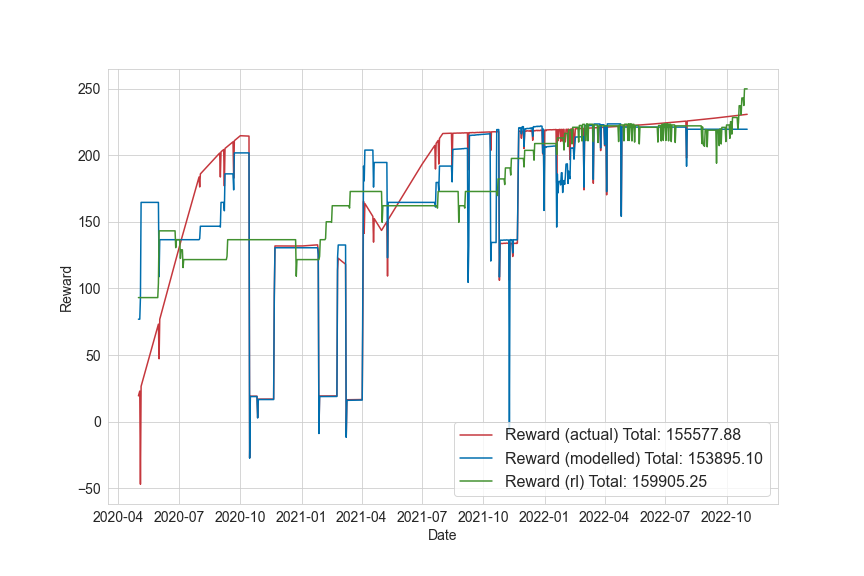 250
200
150
100
50
0
−50
Reward
2020-04 2020-07 2020-10 2021-01 2021-04 2021-07 2021-10 2022-01 2022-04 2022-07 2022-10
Date
Reward (actual) Total: 155577.88
Reward (modelled) Total: 153895.10
Reward (rl) Total: 159905.25